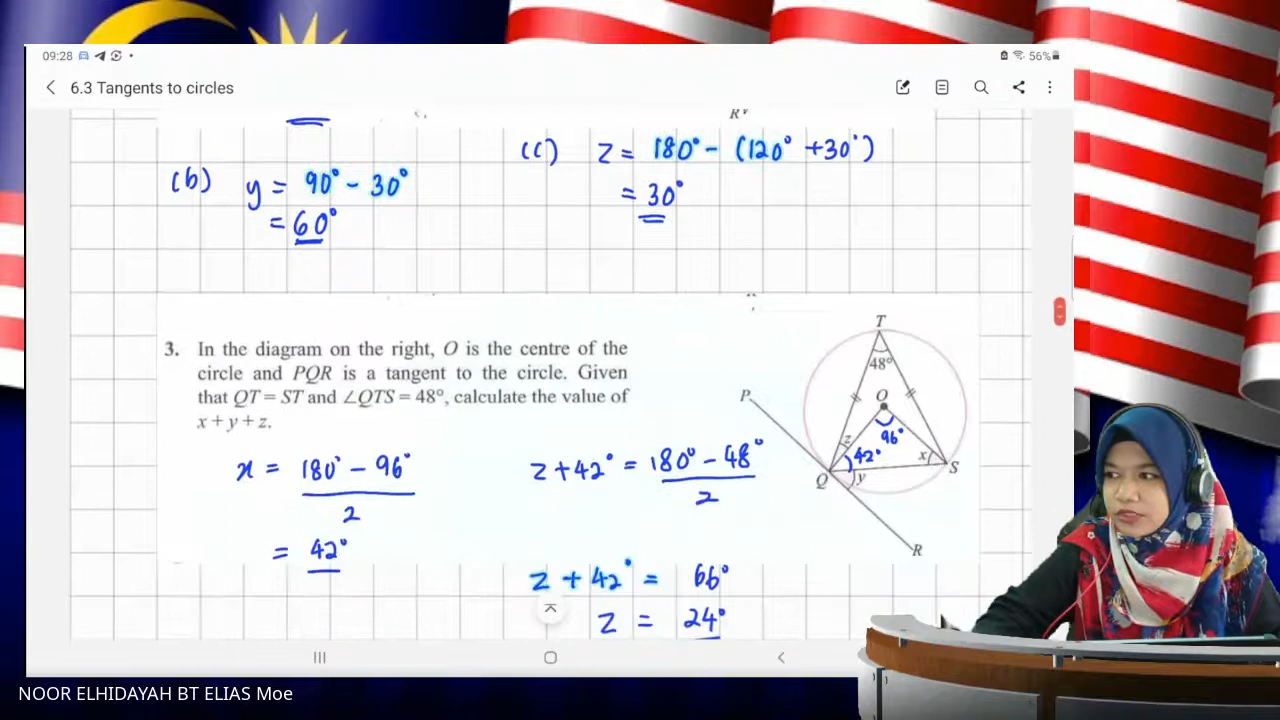 09:28
56%
6.3 Tangents to circles
R
(b) y = 90° - 30°
= 60°
(c) z = 180° - (120° + 30°)
= 30°
3. In the diagram on the right, O is the centre of the
circle and PQR is a tangent to the circle. Given
that QT = ST and ∠QTS = 48°, calculate the value of
x + y + z.
x = 180° - 96°
2
= 42°
z + 42° = 180° - 48°
2
z + 42° = 66°
z = 24°
T
48°
P
O
96°
z
42°
x
S
Q
y
R
NOOR ELHIDAYAH BT ELIAS Moe